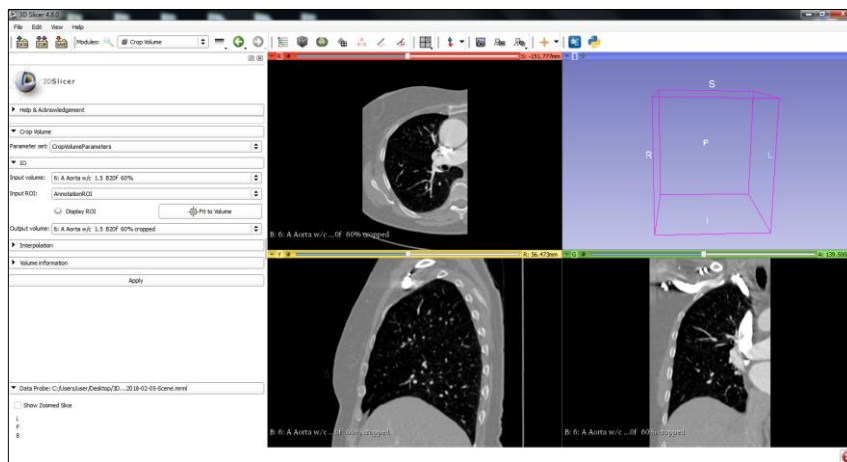 3D Slicer 4.8.0
File Edit View Help
Modules: Crop Volume
3DSlicer
Help & Acknowledgement
Crop Volume
Parameter set: CropVolumeParameters
IO
Input volume: 6: A Aorta w/c 1.5 B20f 60%
Input ROI: AnnotationROI
Display ROI Fit to Volume
Output volume: 6: A Aorta w/c 1.5 B20f 60% cropped
Interpolation
Volume information
Apply
Data Probe: C:/Users/user/Desktop/3D...2018-02-05-Scene.mrml
Show Zoomed Slice
L
F
B
R S: -151.777mm
B: 6: A Aorta w/c ...0f 60% cropped
1
S
R P L
I
Y R: 56.473mm
B: 6: A Aorta w/c ...0f 60% cropped
G A: 139.500mm
B: 6: A Aorta w/c ...0f 60% cropped